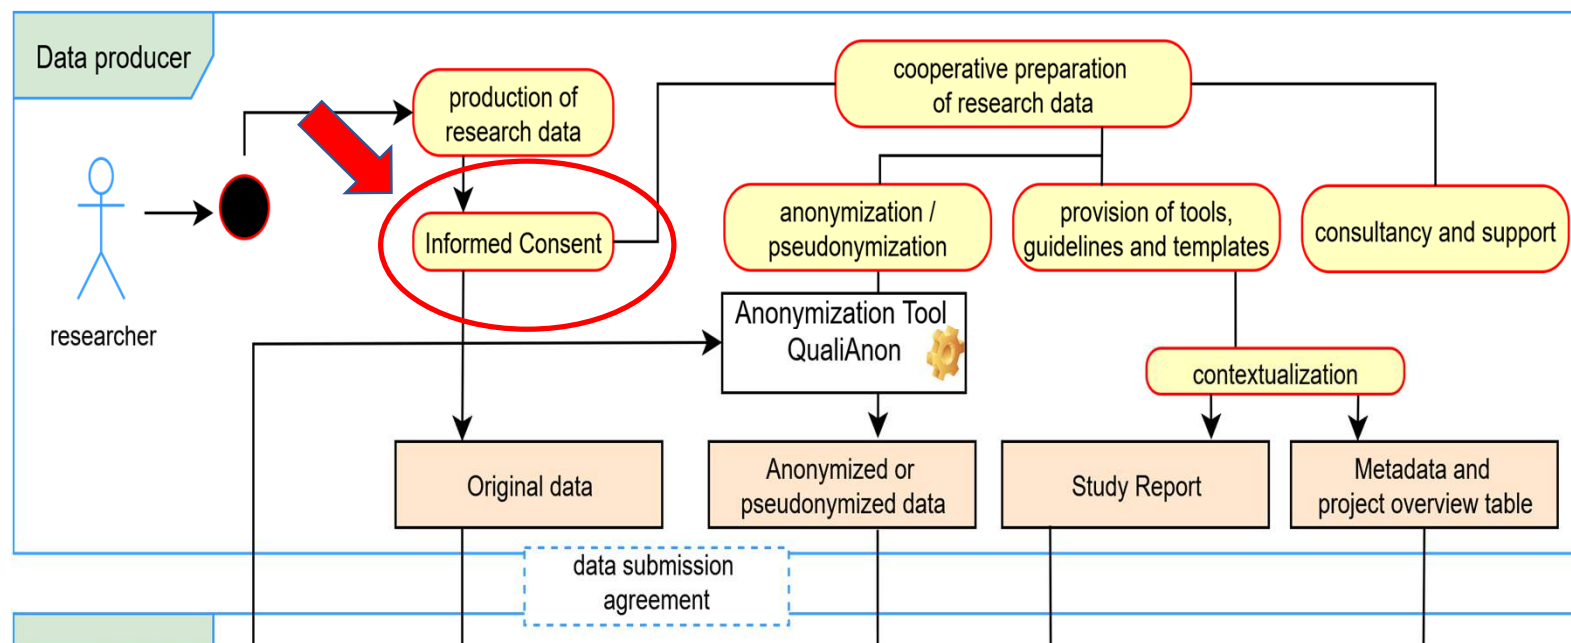 Data producer
production of
research data
cooperative preparation
of research data
Informed Consent
anonymization /
pseudonymization
provision of tools,
guidelines and templates
consultancy and support
researcher
Anonymization Tool
QualiAnon
contextualization
Original data
Anonymized or
pseudonymized data
Study Report
Metadata and
project overview table
data submission
agreement